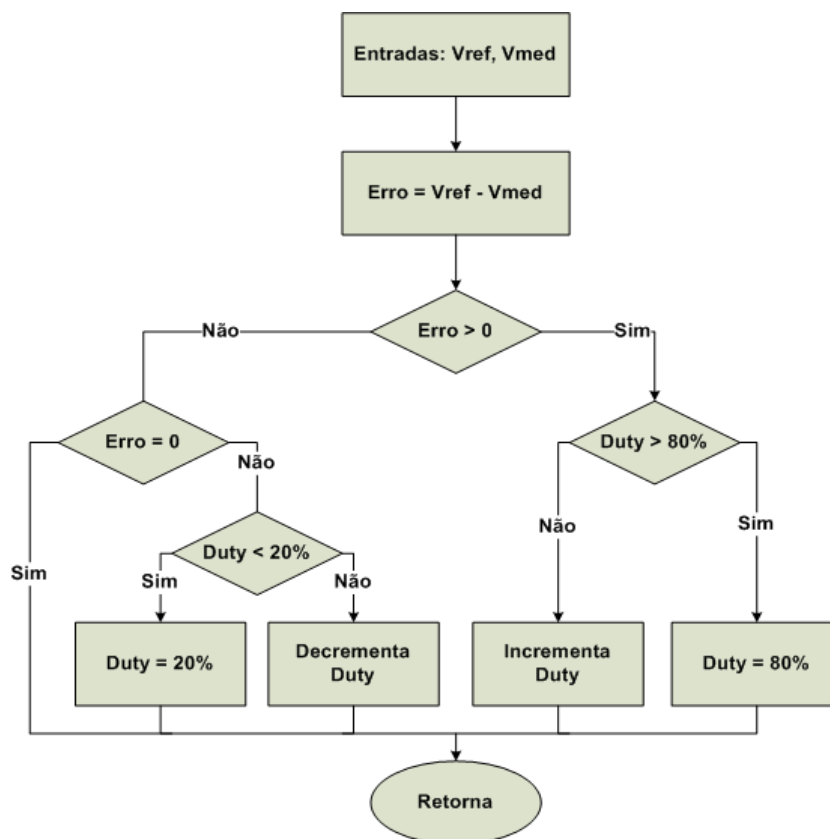 Entradas: Vref, Vmed
Erro = Vref - Vmed
Erro > 0
Não
Sim
Erro = 0
Duty > 80%
Não
Duty < 20%
Não
Sim
Sim
Sim
Não
Duty = 20%
Decrementa
Duty
Incrementa
Duty
Duty = 80%
Retorna